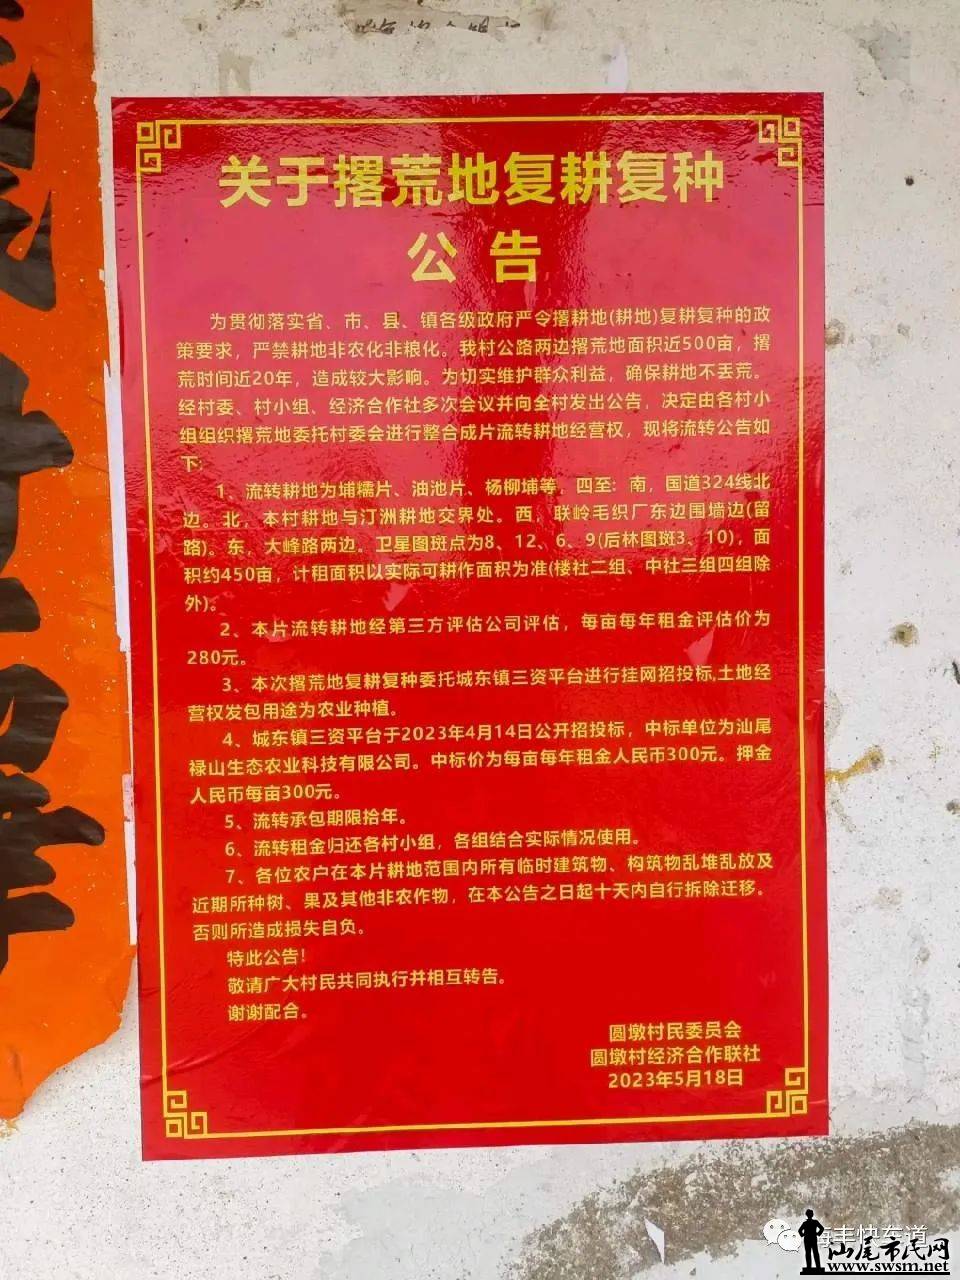 关于撂荒地复耕复种
公告
为贯彻落实省、市、县、镇各级政府严令撂耕地(耕地)复耕复种的政
策要求，严禁耕地非农化非粮化。我村公路两边撂荒地面积近500亩，撂
荒时间近20年，造成较大影响。为切实维护群众利益，确保耕地不丢荒。
经村委、村小组、经济合作社多次会议并向全村发出公告，决定由各村小
组组织撂荒地委托村委会进行整合成片流转耕地经营权，现将流转公告如
下:
1、流转耕地为埔糯片、油池片、杨柳埔等，四至: 南，国道324线北
边。北，本村耕地与汀洲耕地交界处。西，联岭毛织厂东边围墙边(留
路)。东，大峰路两边。卫星图斑点为8、12、6、9(后林图斑3、10)，面
积约450亩，计租面积以实际可耕作面积为准(楼社二组、中社三组四组除
外)。
2、本片流转耕地经第三方评估公司评估，每亩每年租金评估价为
280元。
3、本次撂荒地复耕复种委托城东镇三资平台进行挂网招投标,土地经
营权发包用途为农业种植。
4、城东镇三资平台于2023年4月14日公开招投标，中标单位为汕尾
禄山生态农业科技有限公司。中标价为每亩每年租金人民币300元。押金
人民币每亩300元。
5、流转承包期限拾年。
6、流转租金归还各村小组，各组结合实际情况使用。
7、各位农户在本片耕地范围内所有临时建筑物、构筑物乱堆乱放及
近期所种树、果及其他非农作物，在本公告之日起十天内自行拆除迁移。
否则所造成损失自负。
特此公告!
敬请广大村民共同执行并相互转告。
谢谢配合。
圆墩村民委员会
圆墩村经济合作联社
2023年5月18日
海丰快车道
汕尾市民网
www.swsm.net